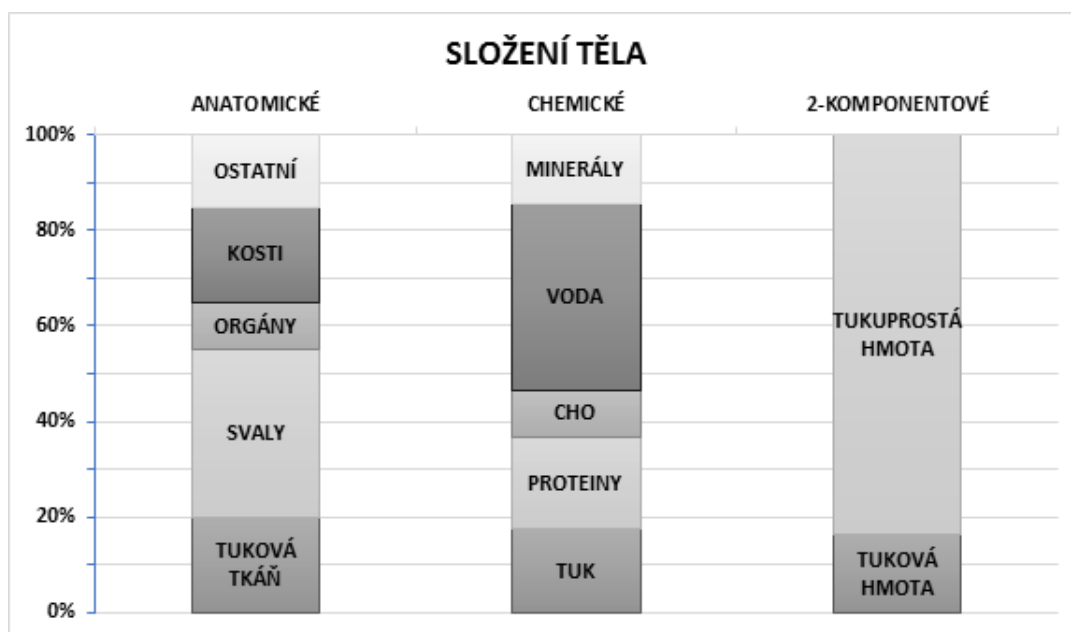 SLOŽENÍ TĚLA
ANATOMICKÉ
CHEMICKÉ
2-KOMPONENTOVÉ
100%
80%
60%
40%
20%
0%
OSTATNÍ
KOSTI
ORGÁNY
SVALY
TUKOVÁ
TKÁŇ
MINERÁLY
VODA
CHO
PROTEINY
TUK
TUKUPROSTÁ
HMOTA
TUKOVÁ
HMOTA